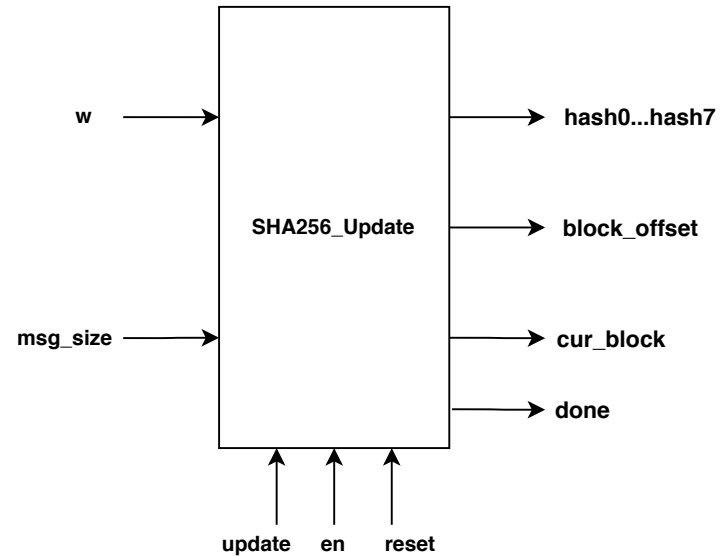 w
hash0...hash7
SHA256_Update
block_offset
msg_size
cur_block
done
update
en
reset